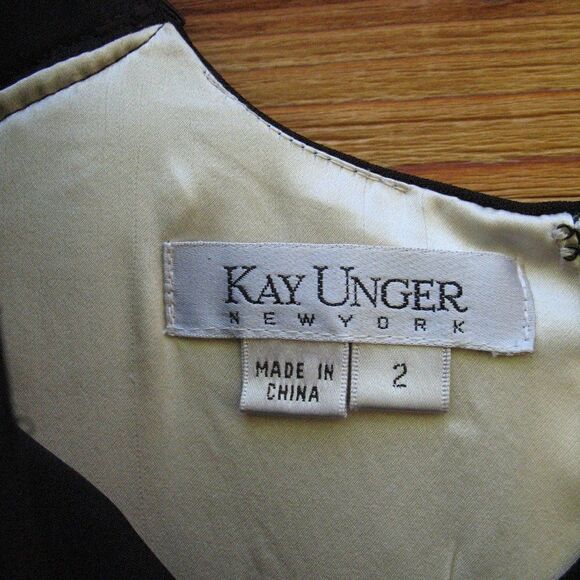 KAY UNGER
NEW YORK
MADE IN
CHINA
2